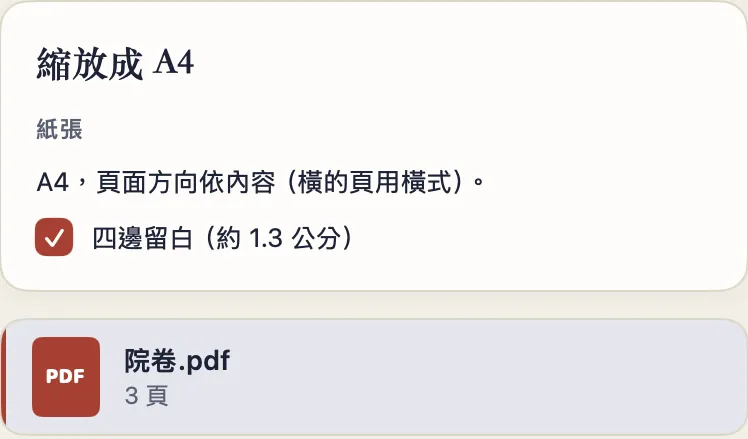 縮放成 A4
紙張
A4，頁面方向依內容（橫的頁用橫式）。
四邊留白（約 1.3 公分）
PDF
院卷.pdf
3 頁